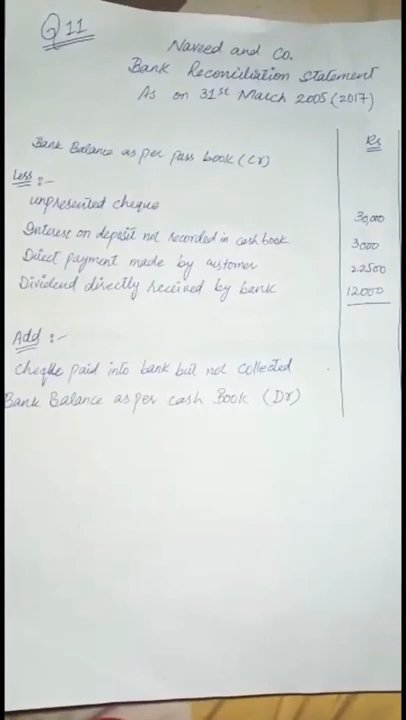 Q 11
Naveed and Co.
Bank Reconciliation Statement
As on 31st March 2005 (2017)
Rs
Bank Balance as per pass book (Cr)
Less :-
unpresented cheque 30,000
Interest on deposit not recorded in cash book 3000
Direct payment made by customer 22500
Dividend directly received by bank 12000
Add :-
cheque paid into bank but not collected
Bank Balance as per cash Book (Dr)